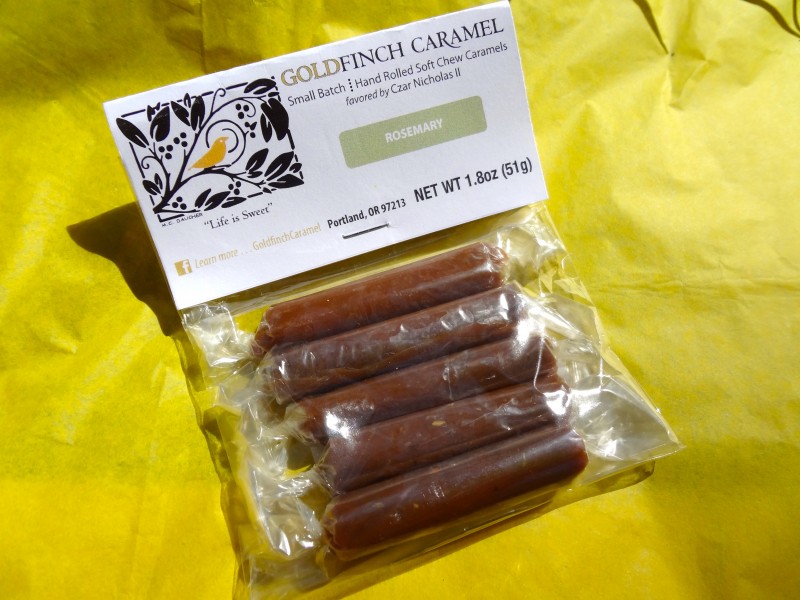 GOLDFINCH CARAMEL
Small Batch ⋮ Hand Rolled Soft Chew Caramels
favored by Czar Nicholas II
ROSEMARY
NET WT 1.8oz (51g)
Portland, OR 97213
M.C. DAUGHER
"Life is Sweet"
f Learn more . . . GoldfinchCaramel